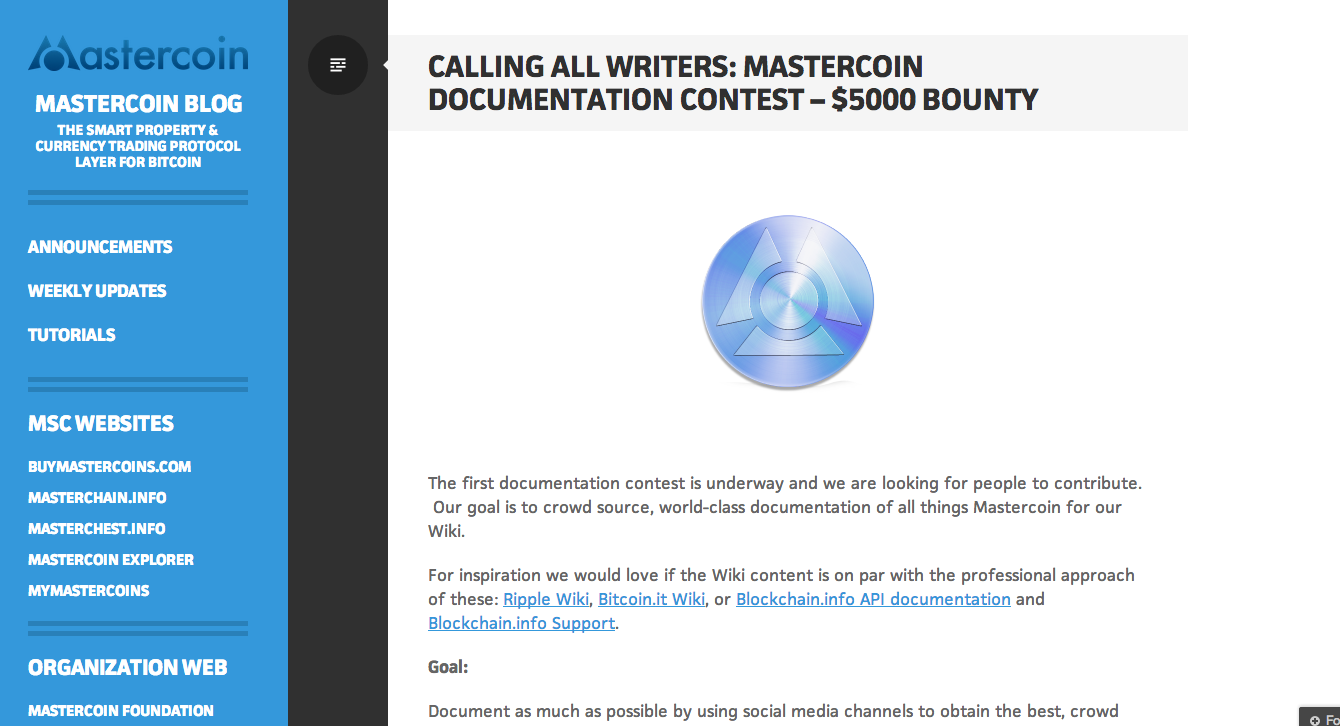 Mastercoin
MASTERCOIN BLOG
THE SMART PROPERTY &
CURRENCY TRADING PROTOCOL
LAYER FOR BITCOIN
ANNOUNCEMENTS
WEEKLY UPDATES
TUTORIALS
MSC WEBSITES
BUYMASTERCOINS.COM
MASTERCHAIN.INFO
MASTERCHEST.INFO
MASTERCOIN EXPLORER
MYMASTERCOINS
ORGANIZATION WEB
MASTERCOIN FOUNDATION
CALLING ALL WRITERS: MASTERCOIN
DOCUMENTATION CONTEST – $5000 BOUNTY
The first documentation contest is underway and we are looking for people to contribute.
Our goal is to crowd source, world-class documentation of all things Mastercoin for our
Wiki.
For inspiration we would love if the Wiki content is on par with the professional approach
of these: Ripple Wiki, Bitcoin.it Wiki, or Blockchain.info API documentation and
Blockchain.info Support.
Goal:
Document as much as possible by using social media channels to obtain the best, crowd